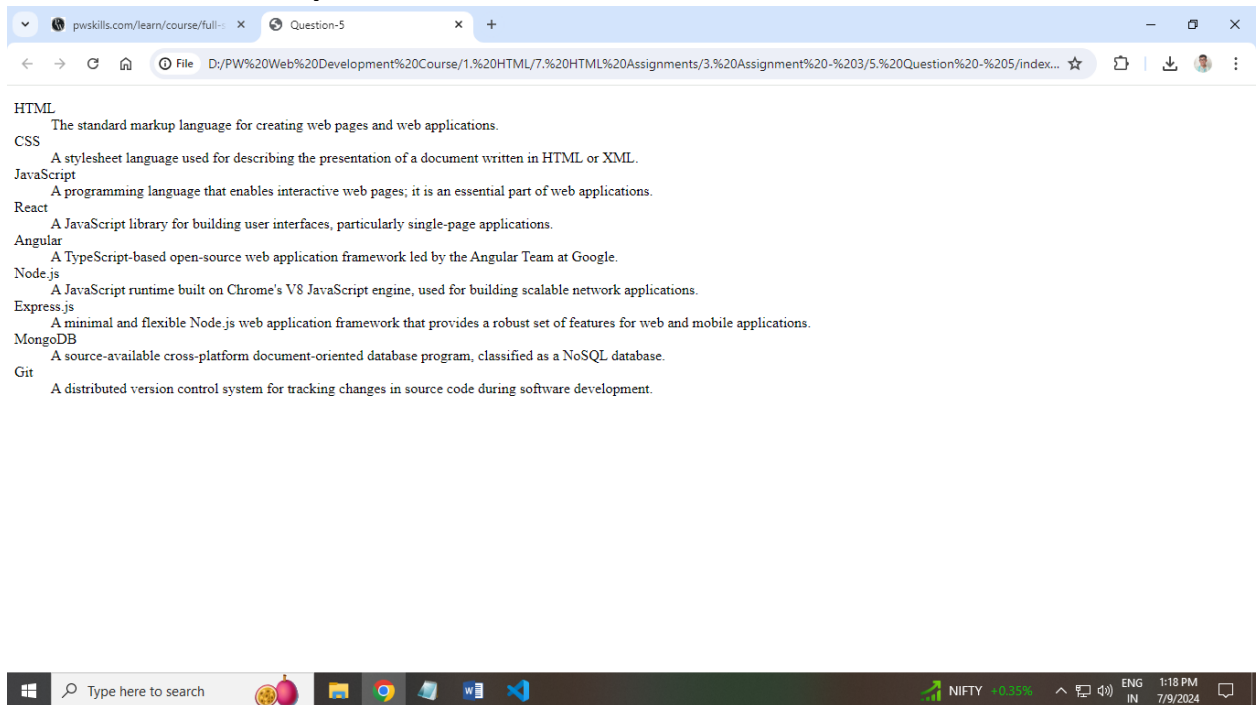 pwskills.com/learn/course/full-s
Question-5
File D:/PW%20Web%20Development%20Course/1.%20HTML/7.%20HTML%20Assignments/3.%20Assignment%20-%203/5.%20Question%20-%205/index...
HTML
The standard markup language for creating web pages and web applications.
CSS
A stylesheet language used for describing the presentation of a document written in HTML or XML.
JavaScript
A programming language that enables interactive web pages; it is an essential part of web applications.
React
A JavaScript library for building user interfaces, particularly single-page applications.
Angular
A TypeScript-based open-source web application framework led by the Angular Team at Google.
Node.js
A JavaScript runtime built on Chrome's V8 JavaScript engine, used for building scalable network applications.
Express.js
A minimal and flexible Node.js web application framework that provides a robust set of features for web and mobile applications.
MongoDB
A source-available cross-platform document-oriented database program, classified as a NoSQL database.
Git
A distributed version control system for tracking changes in source code during software development.
Type here to search
NIFTY +0.35%
ENG
IN
1:18 PM
7/9/2024